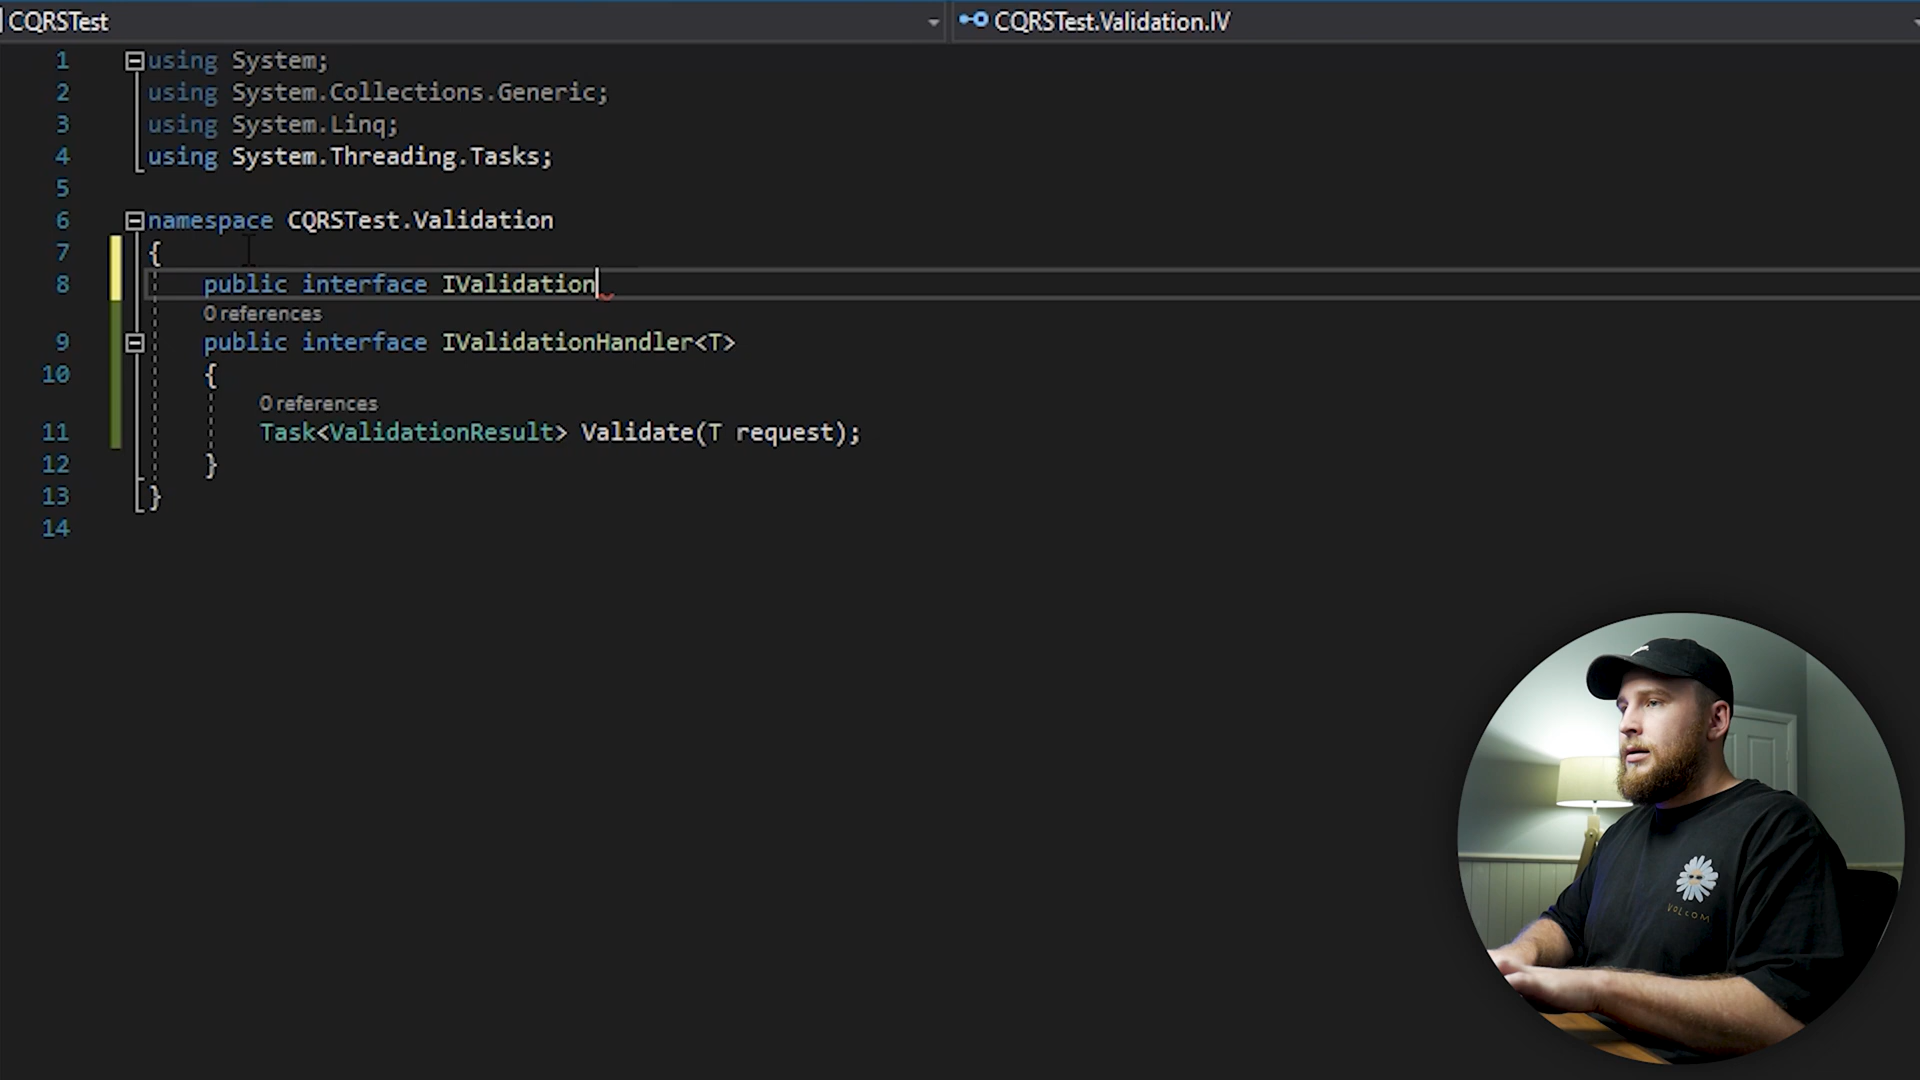 CQRSTest
CQRSTest.Validation.IV
1 using System;
2 using System.Collections.Generic;
3 using System.Linq;
4 using System.Threading.Tasks;
5
6 namespace CQRSTest.Validation
7 {
8 public interface IValidation
0 references
9 public interface IValidationHandler<T>
10 {
0 references
11 Task<ValidationResult> Validate(T request);
12 }
13 }
14
VOLCOM